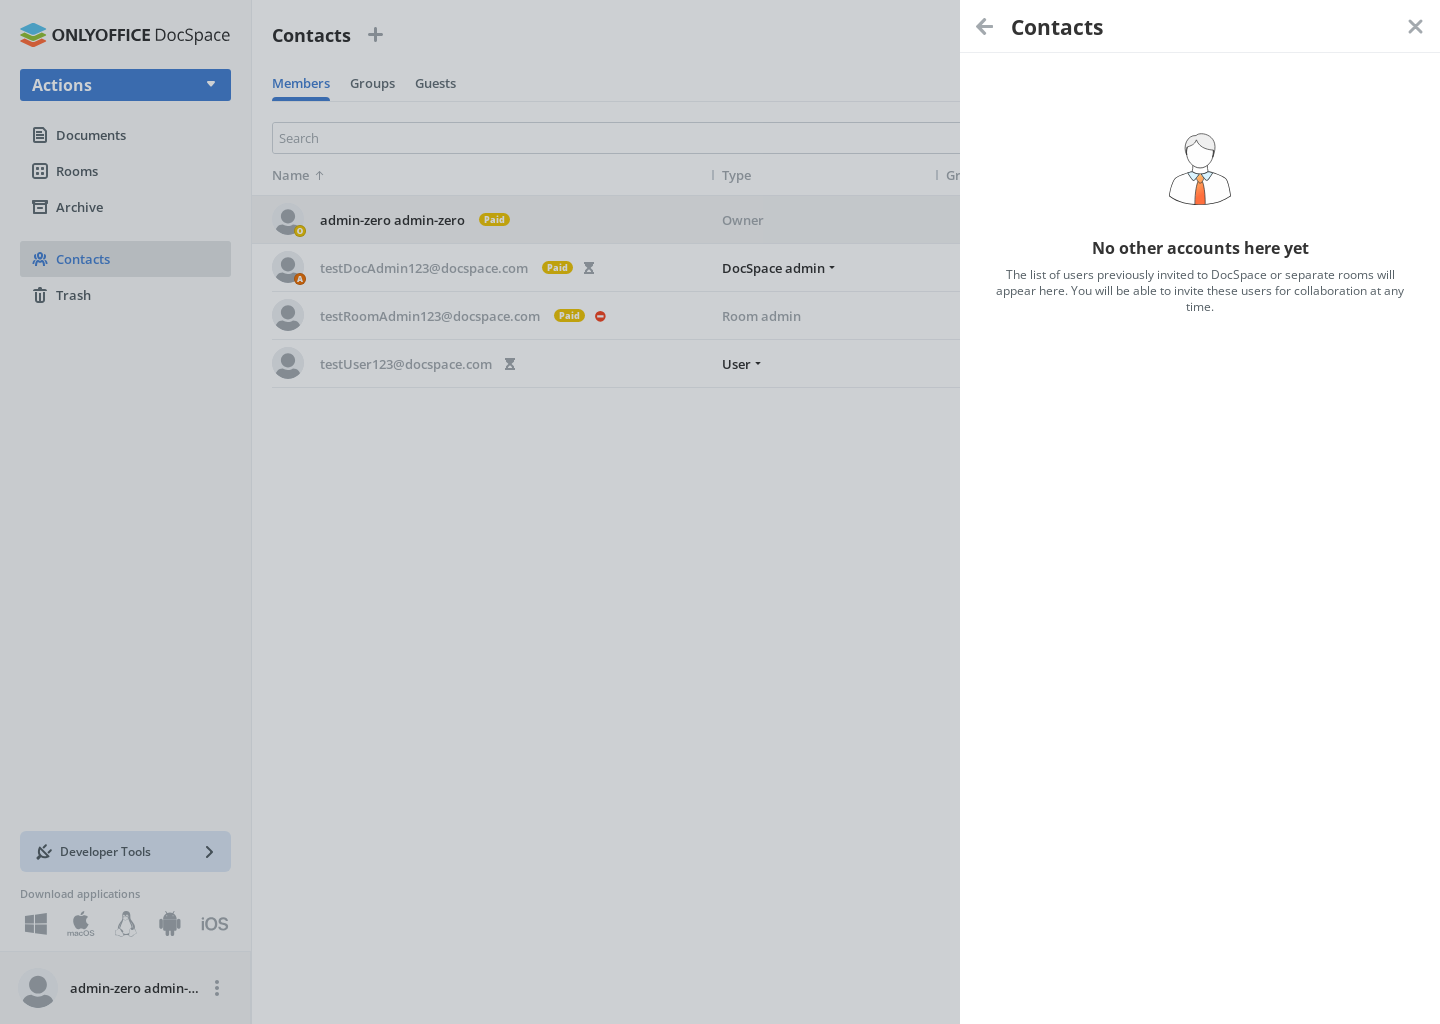 ONLYOFFICE DocSpace
Actions
Documents
Rooms
Archive
Contacts
Trash
Developer Tools
Download applications
macOS
iOS
admin-zero admin-...
Contacts
Members Groups Guests
Search
Name Type Gr
admin-zero admin-zero Paid Owner
O
testDocAdmin123@docspace.com Paid DocSpace admin
A
testRoomAdmin123@docspace.com Paid Room admin
testUser123@docspace.com User
Contacts
No other accounts here yet
The list of users previously invited to DocSpace or separate rooms will
appear here. You will be able to invite these users for collaboration at any
time.